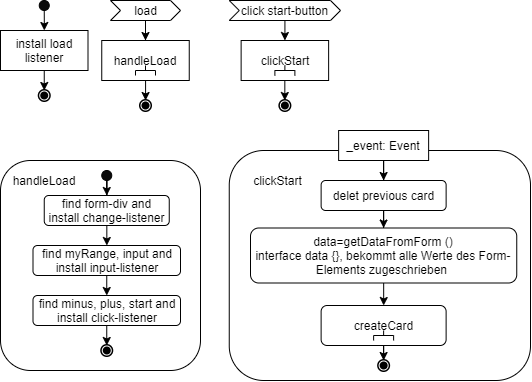 load
click start-button
install load
listener
handleLoad
clickStart
_event: Event
handleLoad
clickStart
find form-div and
install change-listener
delet previous card
find myRange, input and
install input-listener
data=getDataFromForm ()
interface data {}, bekommt alle Werte des Form-
Elements zugeschrieben
find minus, plus, start and
install click-listener
createCard